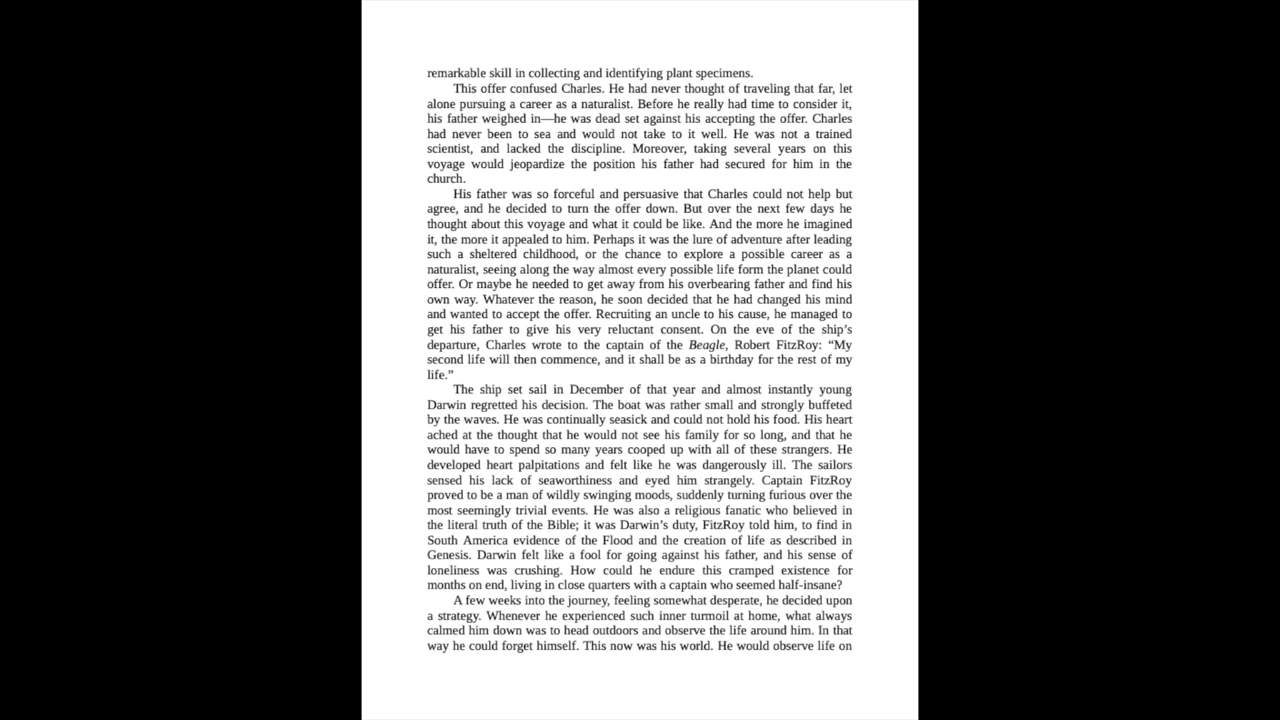 remarkable skill in collecting and identifying plant specimens.
This offer confused Charles. He had never thought of traveling that far, let
alone pursuing a career as a naturalist. Before he really had time to consider it,
his father weighed in—he was dead set against his accepting the offer. Charles
had never been to sea and would not take to it well. He was not a trained
scientist, and lacked the discipline. Moreover, taking several years on this
voyage would jeopardize the position his father had secured for him in the
church.
His father was so forceful and persuasive that Charles could not help but
agree, and he decided to turn the offer down. But over the next few days he
thought about this voyage and what it could be like. And the more he imagined
it, the more it appealed to him. Perhaps it was the lure of adventure after leading
such a sheltered childhood, or the chance to explore a possible career as a
naturalist, seeing along the way almost every possible life form the planet could
offer. Or maybe he needed to get away from his overbearing father and find his
own way. Whatever the reason, he soon decided that he had changed his mind
and wanted to accept the offer. Recruiting an uncle to his cause, he managed to
get his father to give his very reluctant consent. On the eve of the ship’s
departure, Charles wrote to the captain of the Beagle, Robert FitzRoy: “My
second life will then commence, and it shall be as a birthday for the rest of my
life.”
The ship set sail in December of that year and almost instantly young
Darwin regretted his decision. The boat was rather small and strongly buffeted
by the waves. He was continually seasick and could not hold his food. His heart
ached at the thought that he would not see his family for so long, and that he
would have to spend so many years cooped up with all of these strangers. He
developed heart palpitations and felt like he was dangerously ill. The sailors
sensed his lack of seaworthiness and eyed him strangely. Captain FitzRoy
proved to be a man of wildly swinging moods, suddenly turning furious over the
most seemingly trivial events. He was also a religious fanatic who believed in
the literal truth of the Bible; it was Darwin’s duty, FitzRoy told him, to find in
South America evidence of the Flood and the creation of life as described in
Genesis. Darwin felt like a fool for going against his father, and his sense of
loneliness was crushing. How could he endure this cramped existence for
months on end, living in close quarters with a captain who seemed half-insane?
A few weeks into the journey, feeling somewhat desperate, he decided upon
a strategy. Whenever he experienced such inner turmoil at home, what always
calmed him down was to head outdoors and observe the life around him. In that
way he could forget himself. This now was his world. He would observe life on